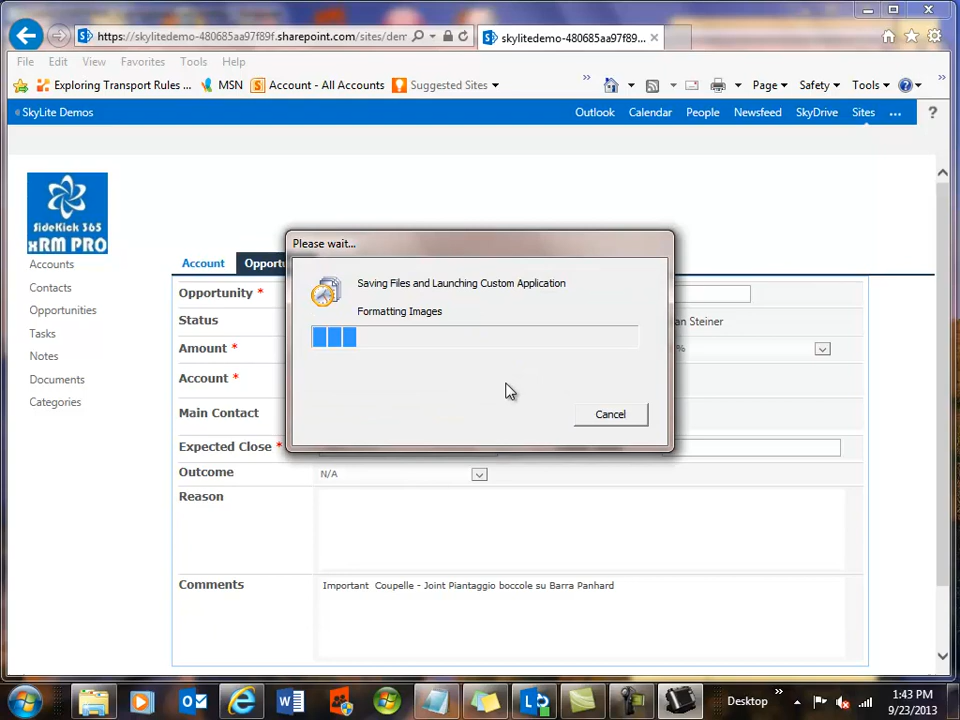 https://skylitedemo-480685aa97f89f.sharepoint.com/sites/den
skylitedemo-480685aa97f89...
File Edit View Favorites Tools Help
Exploring Transport Rules ... MSN Account - All Accounts Suggested Sites
Page Safety Tools
SkyLite Demos
Outlook Calendar People Newsfeed SkyDrive Sites ... ?
SideKick 365
xRM PRO
Accounts
Contacts
Opportunities
Tasks
Notes
Documents
Categories
Account
Opportunity *
Status
an Steiner
Amount *
%
Account *
Main Contact
Expected Close *
Outcome
N/A
Reason
Comments
Important Coupelle - Joint Piantaggio boccole su Barra Panhard
Please wait...
Saving Files and Launching Custom Application
Formatting Images
Cancel
Desktop
1:43 PM
9/23/2013